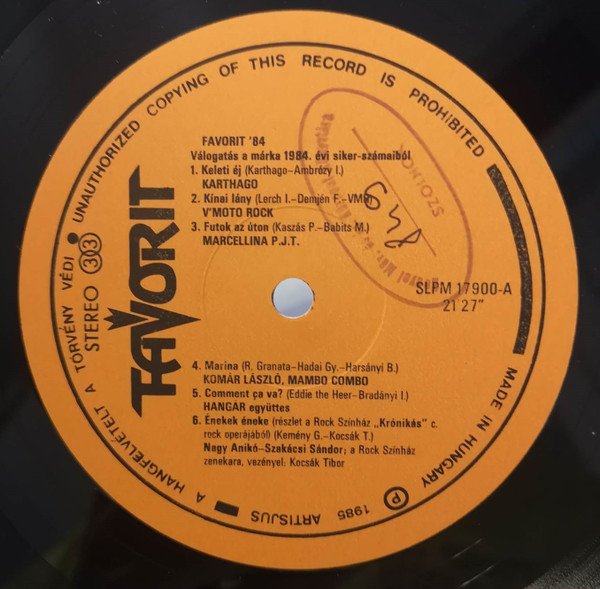 A HANGFELVÉTELT A TÖRVÉNY VÉDI • UNAUTHORIZED COPYING OF THIS RECORD IS PROHIBITED
STEREO 33
FAVORIT
FAVORIT '84
Válogatás a márka 1984. évi siker-számaiból
1. Keleti éj (Karthago–Ambrózy I.)
KARTHAGO
2. Kínai lány (Lerch I.–Demjén F.–VMR)
V'MOTO ROCK
3. Futok az úton (Kaszás P.–Babits M.)
MARCELLINA P.J.T.
648
SZOLNOK
SLPM 17900-A
21'27"
4. Marina (R. Granata–Hadai Gy.–Harsányi B.)
KOMÁR LÁSZLÓ, MAMBO COMBO
5. Comment ça va? (Eddie the Heer–Bradányi I.)
HANGAR együttes
6. Énekek éneke (részlet a Rock Színház „Krónikás" c.
rock operájából) (Kemény G.–Kocsák T.)
Nagy Anikó–Szakácsi Sándor; a Rock Színház
zenekara, vezényel: Kocsák Tibor
MADE IN HUNGARY
Ⓟ 1985 ARTISJUS